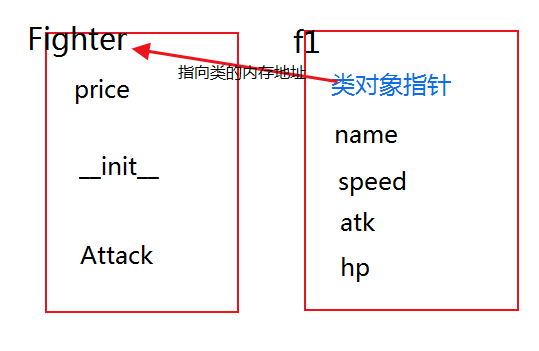 Fighter
price
__init__
Attack
指向类的内存地址
f1
类对象指针
name
speed
atk
hp